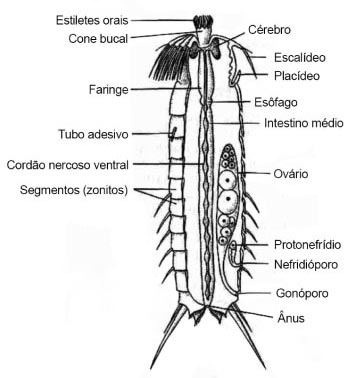 Estiletes orais
Cone bucal
Faringe
Tubo adesivo
Cordão nercoso ventral
Segmentos (zonitos)
Cérebro
Escalídeo
Placídeo
Esôfago
Intestino médio
Ovário
Protonefrídio
Nefridióporo
Gonóporo
Ânus